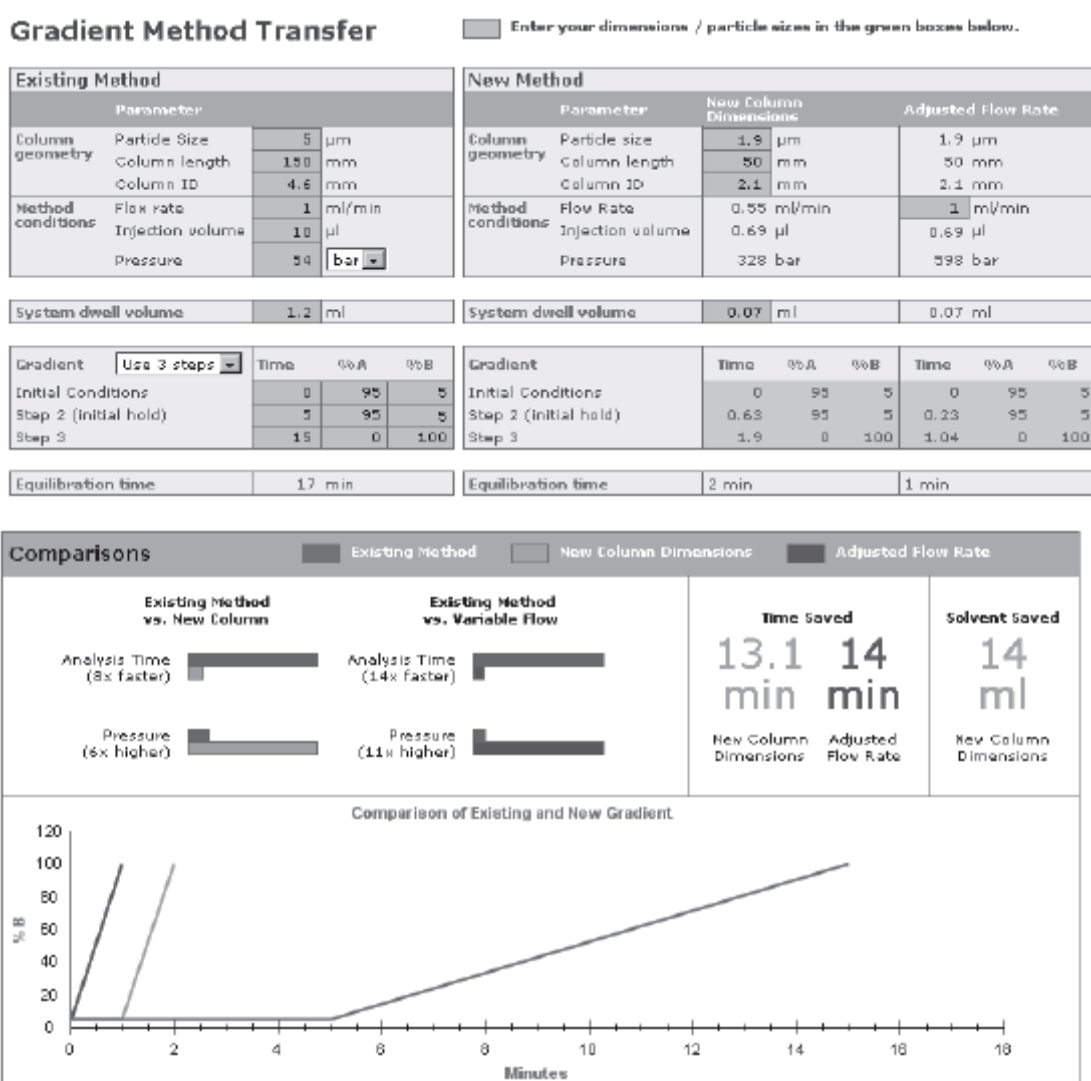 Gradient Method Transfer
Enter your dimensions / particle sizes in the green boxes below.
Existing Method
Parameter
Column geometry Particle Size 5 µm
Column length 150 mm
Column ID 4.6 mm
Method conditions Flow rate 1 ml/min
Injection volume 10 µl
Pressure 54 bar
System dwell volume 1.2 ml
Gradient Use 3 steps Time %A %B
Initial Conditions 0 95 5
Step 2 (initial hold) 5 95 5
Step 3 15 0 100
Equilibration time 17 min
New Method
Parameter New Column Dimensions Adjusted Flow Rate
Column geometry Particle size 1.9 µm 1.9 µm
Column length 50 mm 50 mm
Column ID 2.1 mm 2.1 mm
Method conditions Flow Rate 0.55 ml/min 1 ml/min
Injection volume 0.69 µl 0.69 µl
Pressure 328 bar 598 bar
System dwell volume 0.07 ml 0.07 ml
Gradient Time %A %B Time %A %B
Initial Conditions 0 95 5 0 95 5
Step 2 (initial hold) 0.63 95 5 0.23 95 5
Step 3 1.9 0 100 1.04 0 100
Equilibration time 2 min 1 min
Comparisons Existing Method New Column Dimensions Adjusted Flow Rate
Existing Method
vs. New Column
Analysis Time
(8x faster)
Pressure
(6x higher)
Existing Method
vs. Variable Flow
Analysis Time
(14x faster)
Pressure
(11x higher)
Time Saved
13.1 14
min min
New Column Adjusted
Dimensions Flow Rate
Solvent Saved
14
ml
New Column
Dimensions
Comparison of Existing and New Gradient
120
100
80
60
40
20
0
% B
0 2 4 6 8 10 12 14 16 18
Minutes